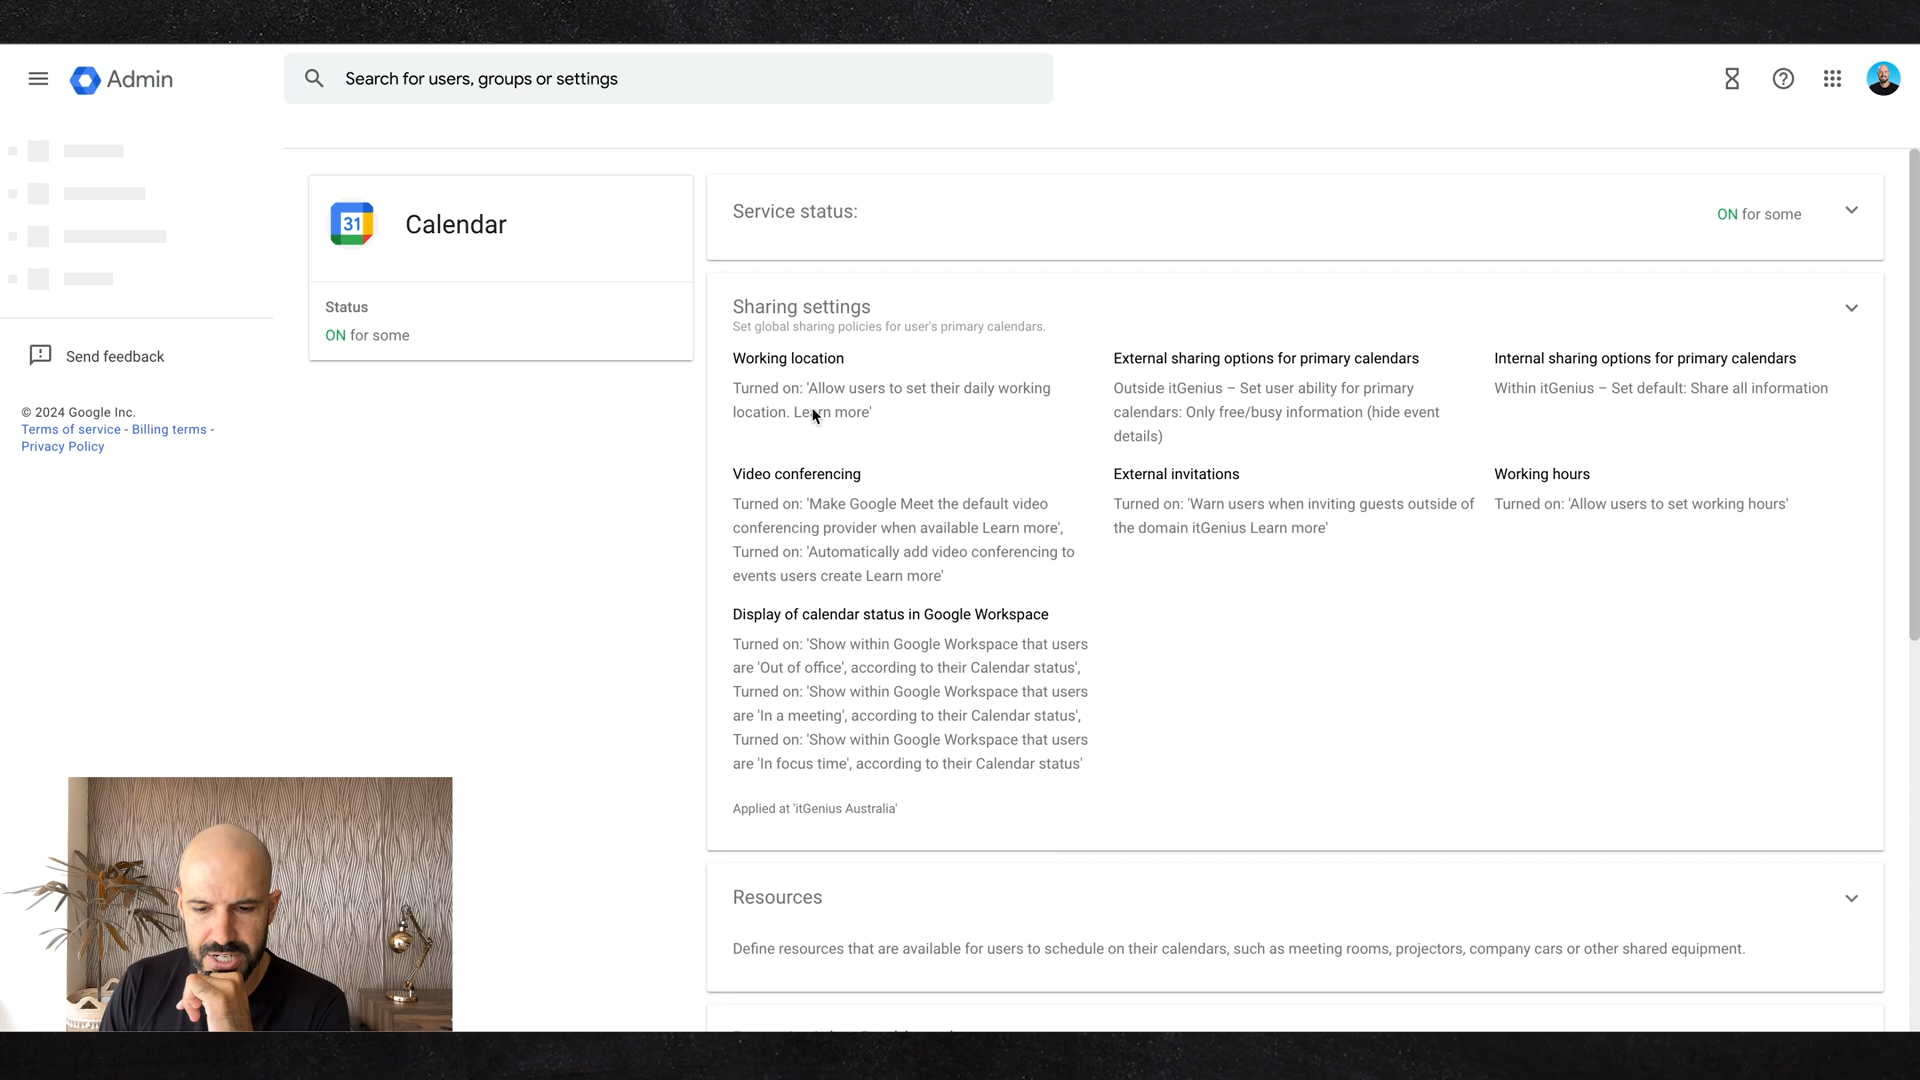 Admin
Search for users, groups or settings
Send feedback
© 2024 Google Inc.
Terms of service - Billing terms -
Privacy Policy
31
Calendar
Status
ON for some
Service status:
ON for some
Sharing settings
Set global sharing policies for user's primary calendars.
Working location
Turned on: 'Allow users to set their daily working
location. Learn more'
External sharing options for primary calendars
Outside itGenius – Set user ability for primary
calendars: Only free/busy information (hide event
details)
Internal sharing options for primary calendars
Within itGenius – Set default: Share all information
Video conferencing
Turned on: 'Make Google Meet the default video
conferencing provider when available Learn more',
Turned on: 'Automatically add video conferencing to
events users create Learn more'
External invitations
Turned on: 'Warn users when inviting guests outside of
the domain itGenius Learn more'
Working hours
Turned on: 'Allow users to set working hours'
Display of calendar status in Google Workspace
Turned on: 'Show within Google Workspace that users
are 'Out of office', according to their Calendar status',
Turned on: 'Show within Google Workspace that users
are 'In a meeting', according to their Calendar status',
Turned on: 'Show within Google Workspace that users
are 'In focus time', according to their Calendar status'
Applied at 'itGenius Australia'
Resources
Define resources that are available for users to schedule on their calendars, such as meeting rooms, projectors, company cars or other shared equipment.